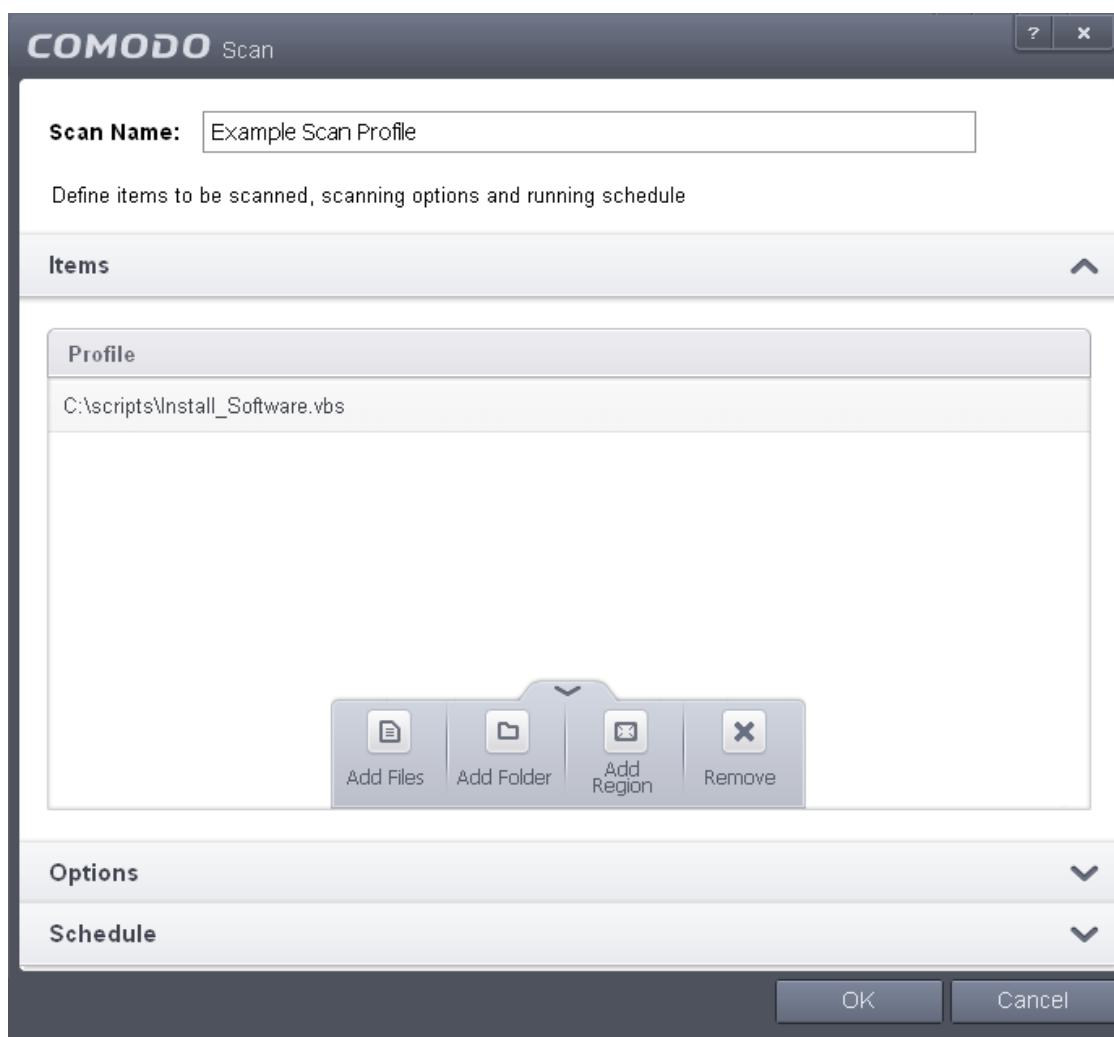 COMODO Scan
? ×
Scan Name: Example Scan Profile
Define items to be scanned, scanning options and running schedule
Items
Profile
C:\scripts\Install_Software.vbs
Add Files
Add Folder
Add
Region
Remove
Options
Schedule
OK
Cancel